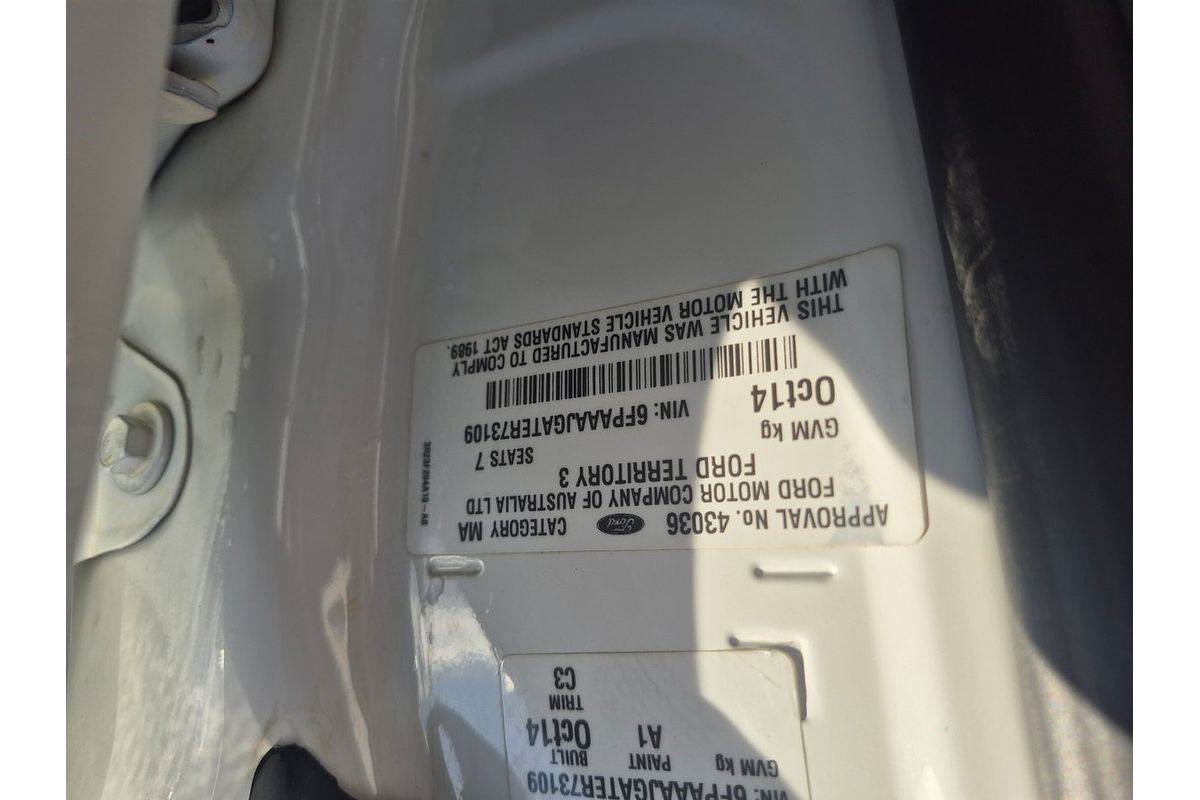 APPROVAL No. 43036 Ford CATEGORY MA
FORD MOTOR COMPANY OF AUSTRALIA LTD
FORD TERRITORY 3
SEATS 7
GVM kg
Oct14 VIN: 6FPAAAJGATER73109
THIS VEHICLE WAS MANUFACTURED TO COMPLY
WITH THE MOTOR VEHICLE STANDARDS ACT 1989.
3R23F294A10-AB
VIN: 6FPAAAJGATER73109
GVM kg PAINT BUILT
A1 Oct14
TRIM
C3